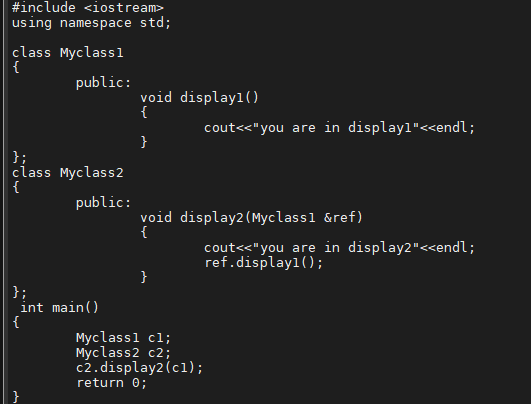 #include <iostream>
using namespace std;

class Myclass1
{
        public:
                void display1()
                {
                        cout<<"you are in display1"<<endl;
                }
};
class Myclass2
{
        public:
                void display2(Myclass1 &ref)
                {
                        cout<<"you are in display2"<<endl;
                        ref.display1();
                }
};
 int main()
{
        Myclass1 c1;
        Myclass2 c2;
        c2.display2(c1);
        return 0;
}